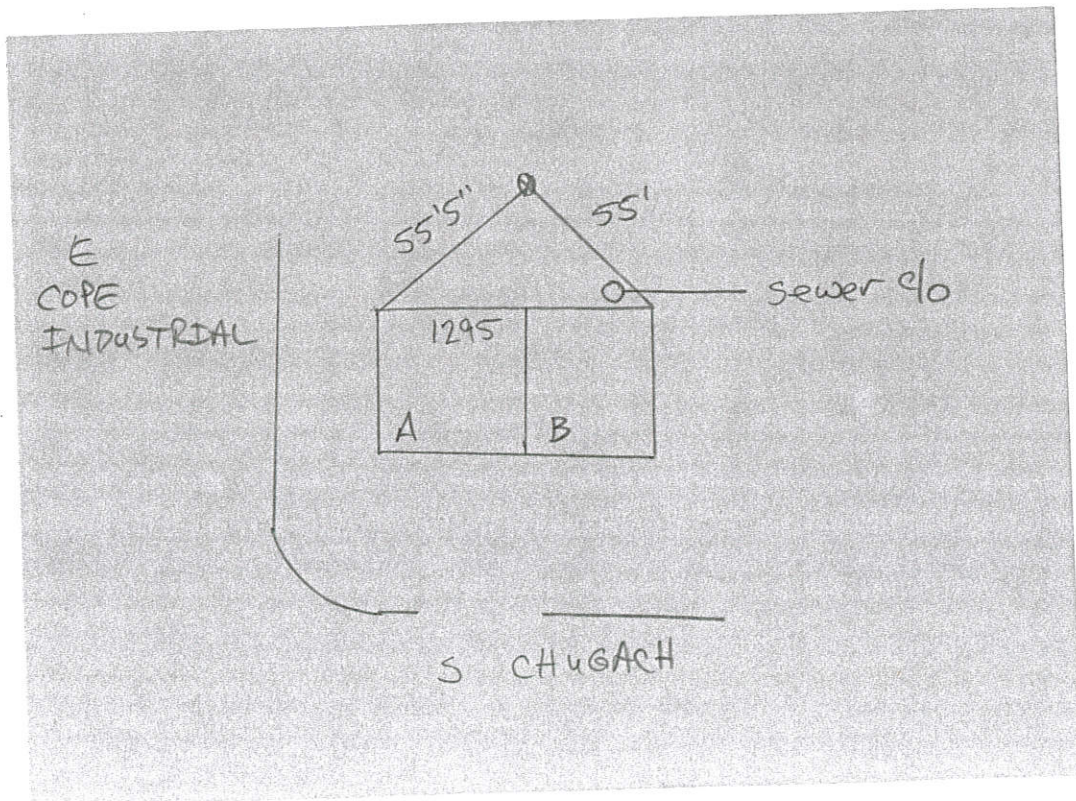 55'5"
55'
E
COPE
INDUSTRIAL
sewer c/o
1295
A
B
S CHUGACH